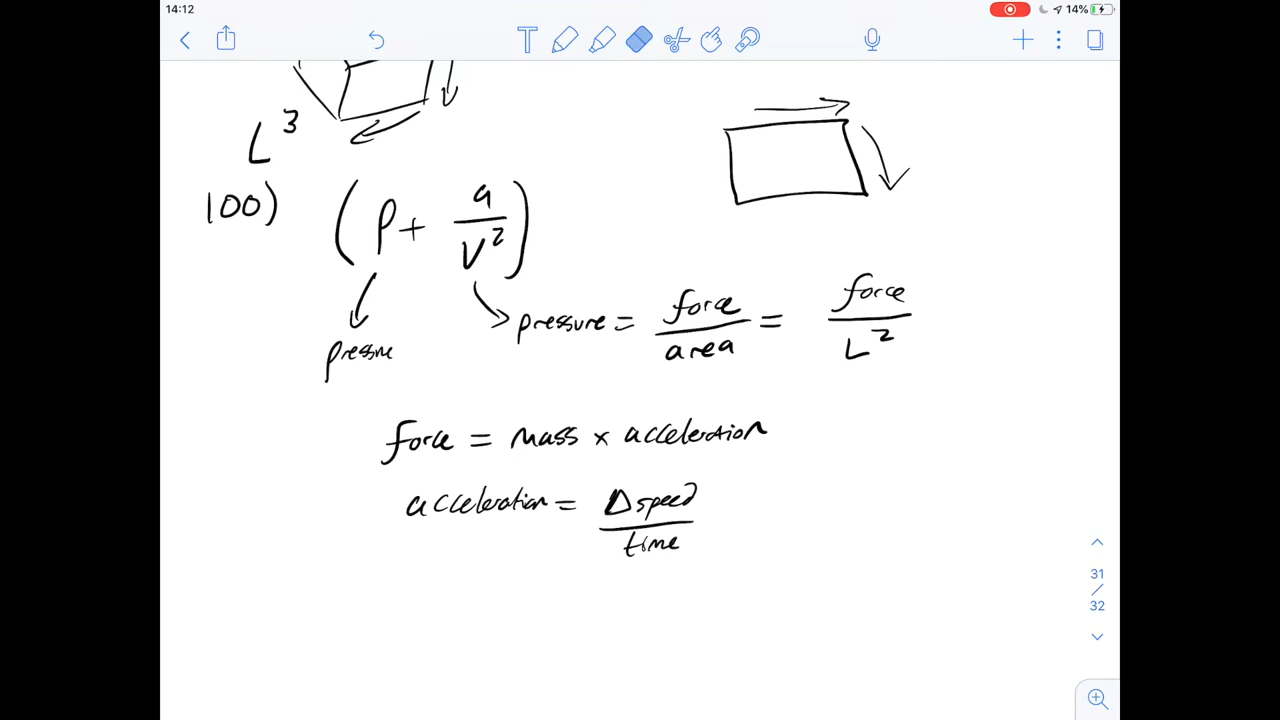 14:12
14%
T
L³
100)
(P + a/V²)
pressure = force/area = force/L²
pressure
force = mass × acceleration
acceleration = Δspeed/time
31
/
32